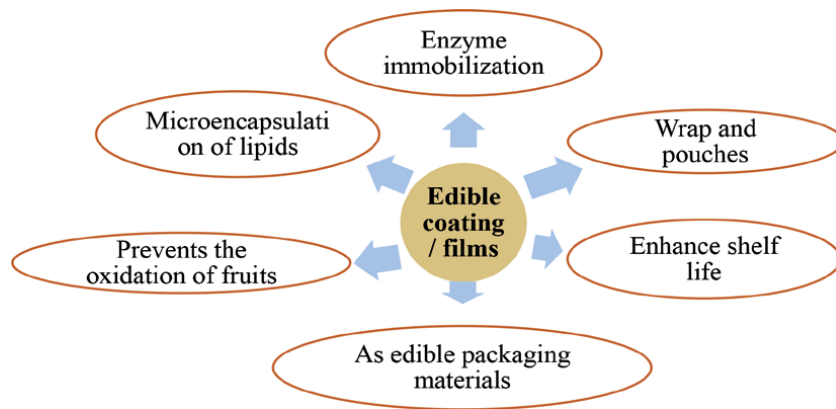 Enzyme
immobilization
Microencapsulati
on of lipids
Wrap and
pouches
Edible
coating
/ films
Prevents the
oxidation of fruits
Enhance shelf
life
As edible packaging
materials